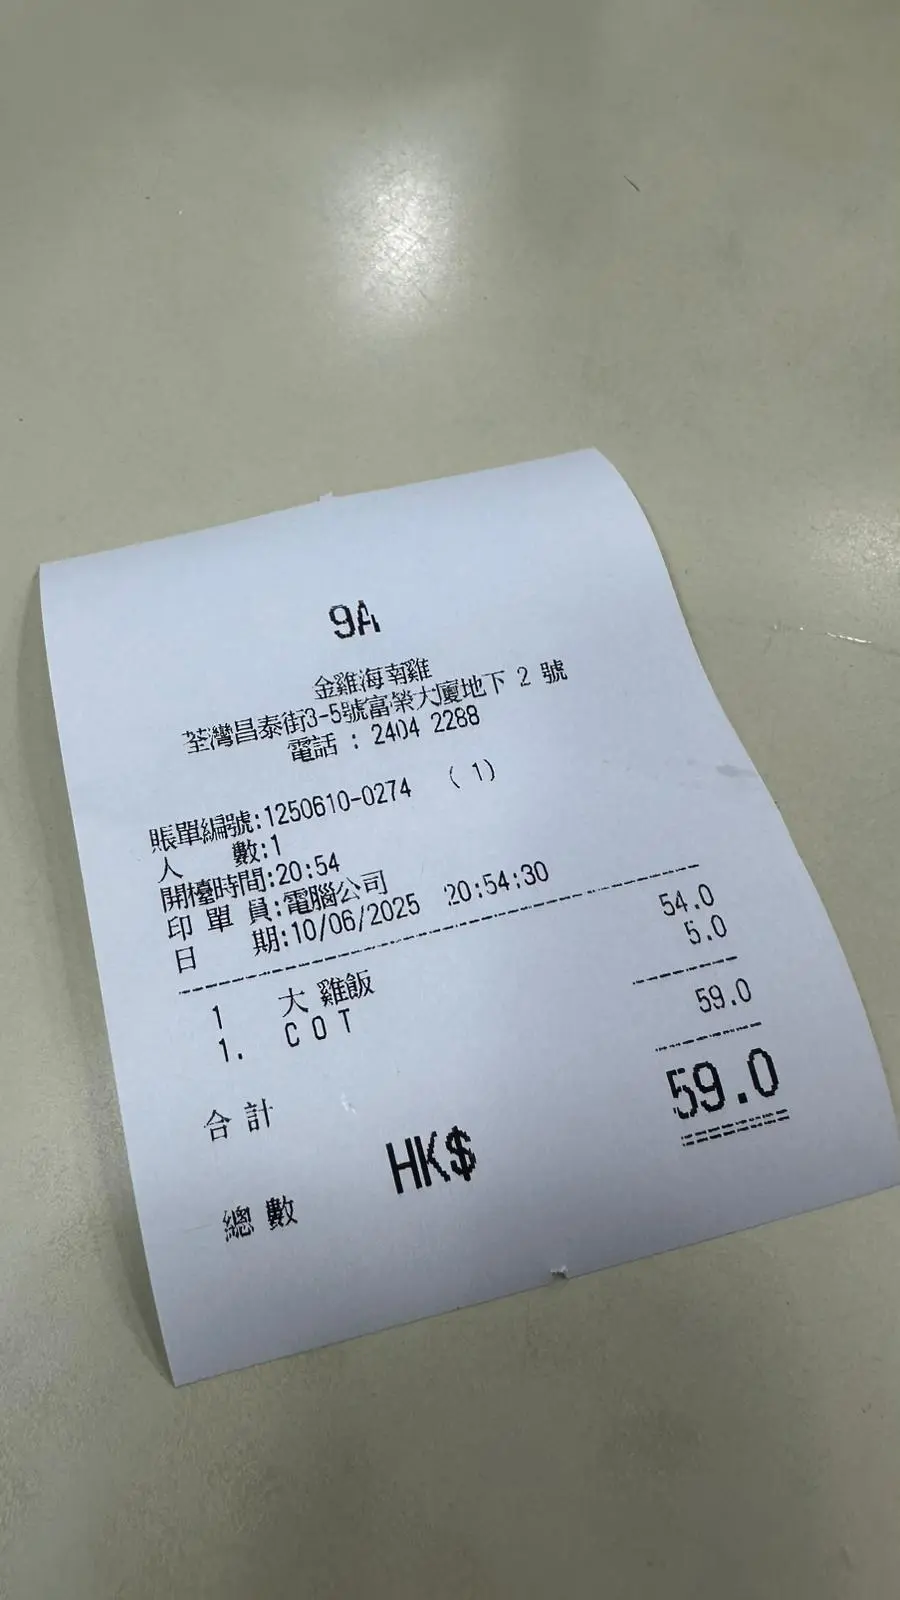 9A
金雞海南雞
荃灣昌泰街3-5號富榮大廈地下 2 號
電話 : 2404 2288
賬單編號:1250610-0274 ( 1)
人 數:1
開檯時間:20:54
印 單 員:電腦公司
日 期:10/06/2025 20:54:30
1 大 雞飯 54.0
1. C O T 5.0
合 計 59.0
總 數 HK$ 59.0